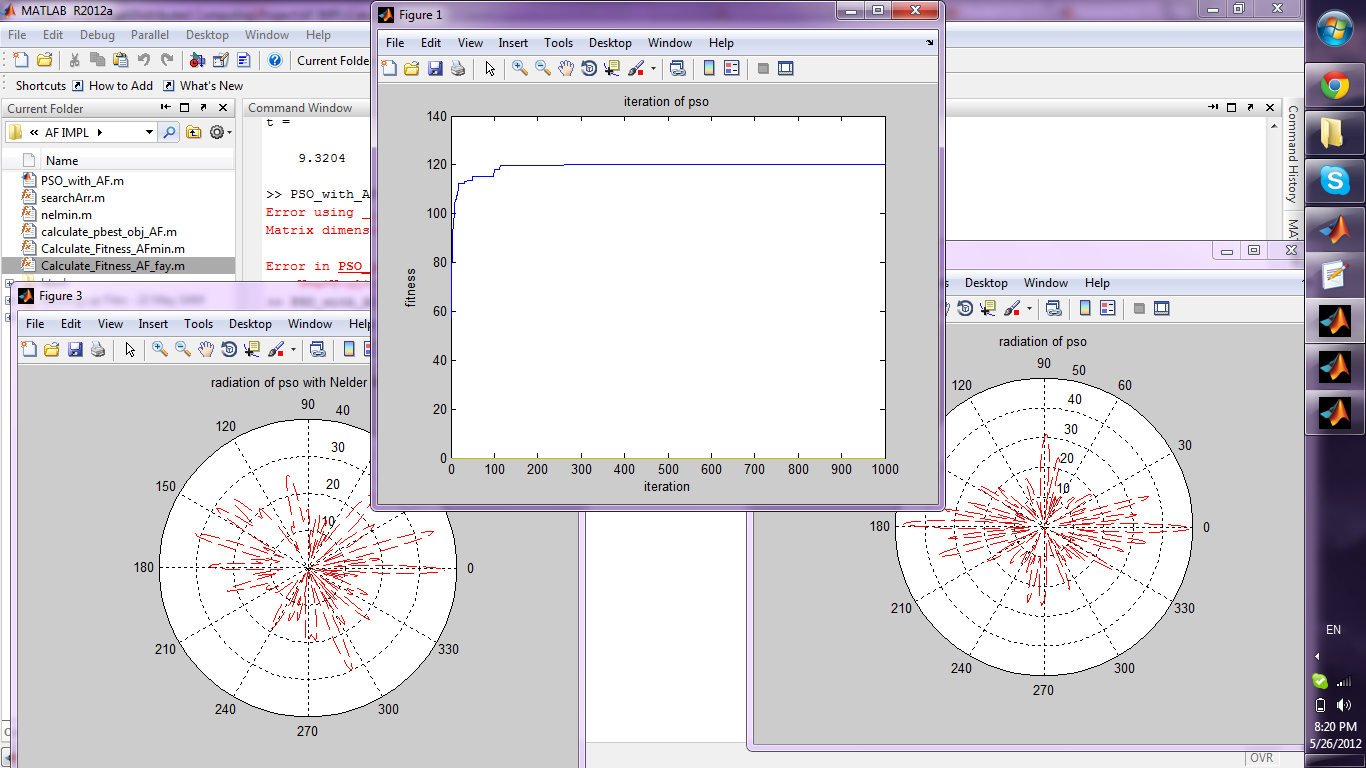 MATLAB R2012a
File Edit Debug Parallel Desktop Window Help
Current Folde
Shortcuts How to Add What's New
Current Folder
« AF IMPL
Name
PSO_with_AF.m
searchArr.m
nelmin.m
calculate_pbest_obj_AF.m
Calculate_Fitness_AFmin.m
Calculate_Fitness_AF_fay.m
Command Window
t =
9.3204
>> PSO_with_A
Error using _
Matrix dimens
Error in PSO_
Command History
Figure 1
File Edit View Insert Tools Desktop Window Help
iteration of pso
140
120
100
80
60
40
20
0
fitness
0 100 200 300 400 500 600 700 800 900 1000
iteration
Figure 3
File Edit View Insert Tools Desktop Window Help
radiation of pso with Nelder
90
40
120
30
150
20
10
180
0
210
330
240
300
270
Desktop Window Help
radiation of pso
90
50
120
60
40
30
30
20
10
180
0
210
330
240
300
270
EN
8:20 PM
5/26/2012
OVR